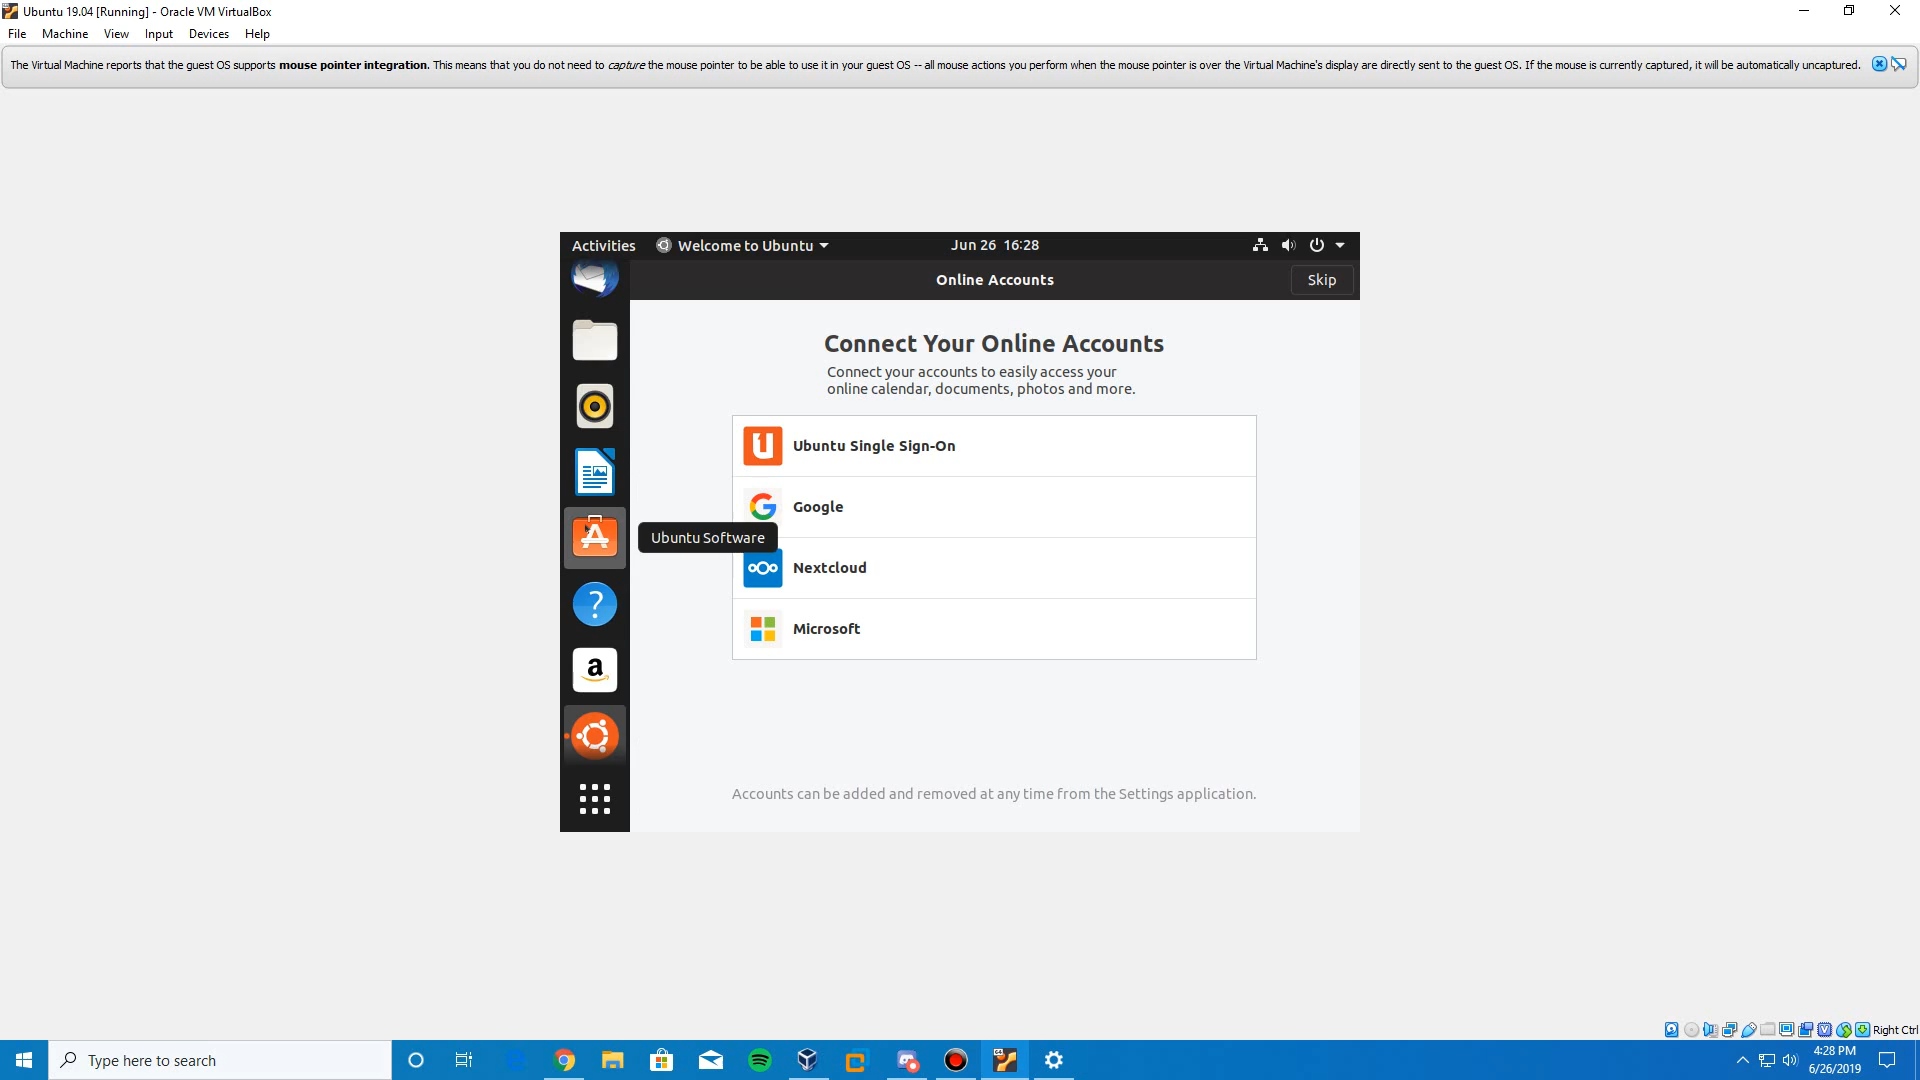 Ubuntu 19.04 [Running] - Oracle VM VirtualBox
File Machine View Input Devices Help
The Virtual Machine reports that the guest OS supports mouse pointer integration. This means that you do not need to capture the mouse pointer to be able to use it in your guest OS -- all mouse actions you perform when the mouse pointer is over the Virtual Machine's display are directly sent to the guest OS. If the mouse is currently captured, it will be automatically uncaptured.
Activities Welcome to Ubuntu Jun 26 16:28
Online Accounts Skip
Connect Your Online Accounts
Connect your accounts to easily access your
online calendar, documents, photos and more.
Ubuntu Single Sign-On
Google
Ubuntu Software
Nextcloud
Microsoft
Accounts can be added and removed at any time from the Settings application.
Right Ctrl
Type here to search
4:28 PM
6/26/2019